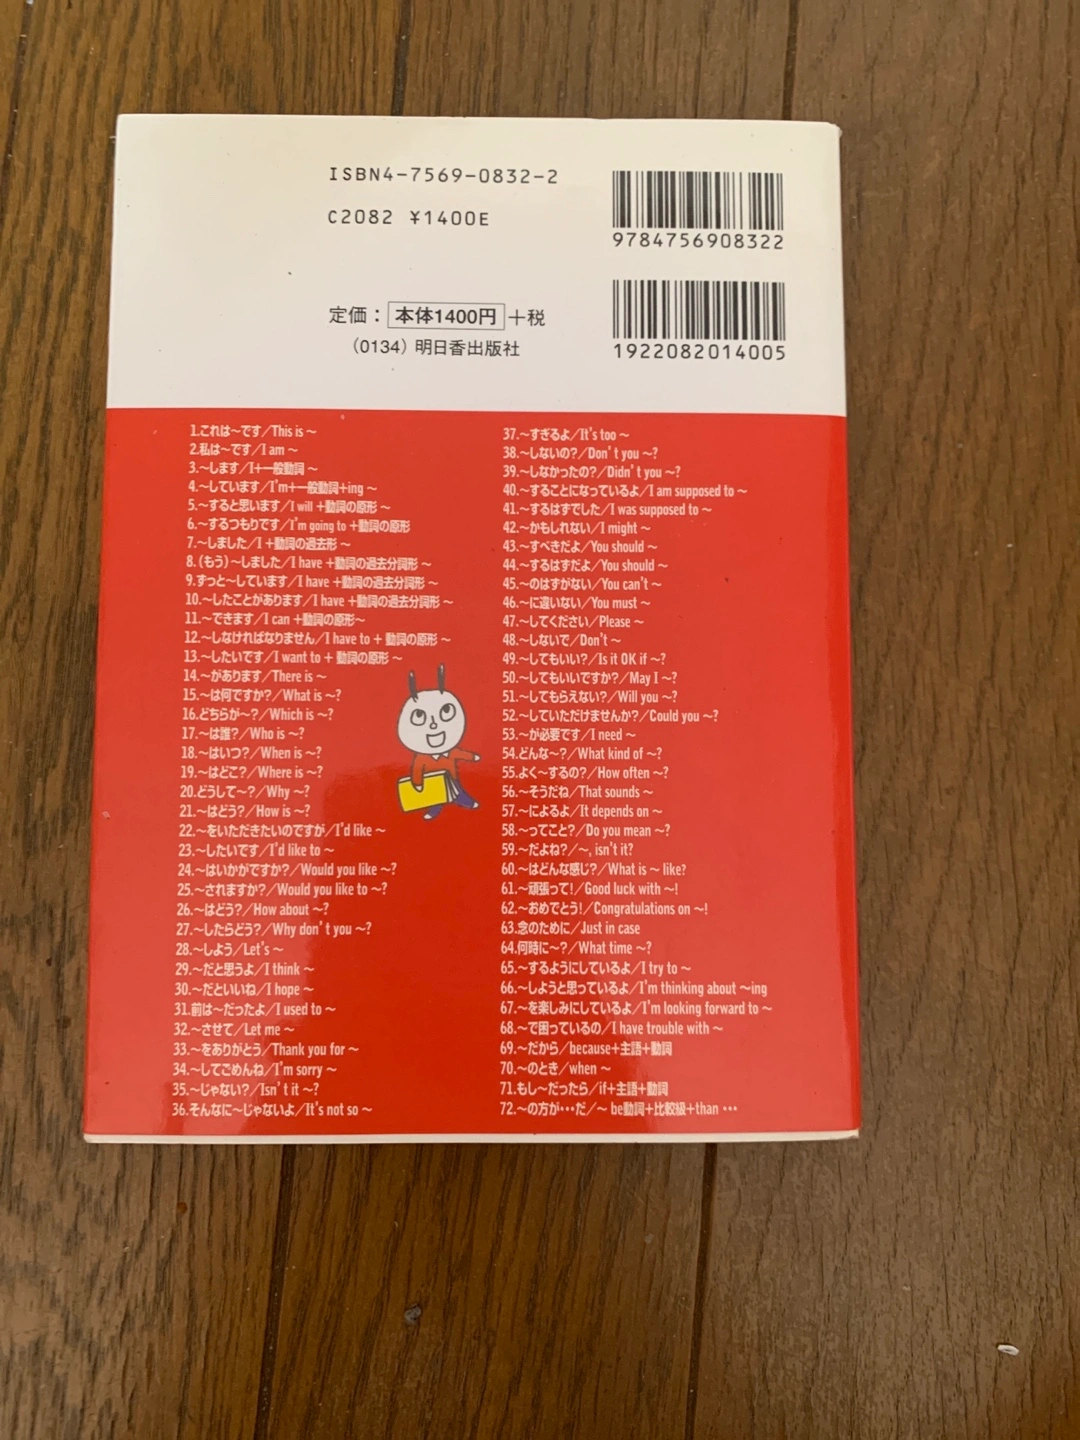 ISBN4-7569-0832-2
C2082 ¥1400E
9784756908322
定価：本体1400円＋税
(0134) 明日香出版社
1922082014005
1.これは〜です/This is 〜
2.私は〜です/I am 〜
3.〜します/I+一般動詞 〜
4.〜しています/I'm+一般動詞+ing 〜
5.〜すると思います/I will +動詞の原形 〜
6.〜するつもりです/I'm going to +動詞の原形
7.〜しました/I +動詞の過去形 〜
8.(もう)〜しました/I have +動詞の過去分詞形 〜
9.ずっと〜しています/I have +動詞の過去分詞形 〜
10.〜したことがあります/I have +動詞の過去分詞形 〜
11.〜できます/I can +動詞の原形〜
12.〜しなければなりません/I have to + 動詞の原形 〜
13.〜したいです/I want to + 動詞の原形 〜
14.〜があります/There is 〜
15.〜は何ですか?/What is 〜?
16.どちらが〜?/Which is 〜?
17.〜は誰?/Who is 〜?
18.〜はいつ?/When is 〜?
19.〜はどこ?/Where is 〜?
20.どうして〜?/Why 〜?
21.〜はどう?/How is 〜?
22.〜をいただきたいのですが/I'd like 〜
23.〜したいです/I'd like to 〜
24.〜はいかがですか?/Would you like 〜?
25.〜されますか?/Would you like to 〜?
26.〜はどう?/How about 〜?
27.〜したらどう?/Why don't you 〜?
28.〜しよう/Let's 〜
29.〜だと思うよ/I think 〜
30.〜だといいね/I hope 〜
31.前は〜だったよ/I used to 〜
32.〜させて/Let me 〜
33.〜をありがとう/Thank you for 〜
34.〜してごめんね/I'm sorry 〜
35.〜じゃない?/Isn't it 〜?
36.そんなに〜じゃないよ/It's not so 〜
37.〜すぎるよ/It's too 〜
38.〜しないの?/Don't you 〜?
39.〜しなかったの?/Didn't you 〜?
40.〜することになっているよ/I am supposed to 〜
41.〜するはずでした/I was supposed to 〜
42.〜かもしれない/I might 〜
43.〜すべきだよ/You should 〜
44.〜するはずだよ/You should 〜
45.〜のはずがない/You can't 〜
46.〜に違いない/You must 〜
47.〜してください/Please 〜
48.〜しないで/Don't 〜
49.〜してもいい?/Is it OK if 〜?
50.〜してもいいですか?/May I 〜?
51.〜してもらえない?/Will you 〜?
52.〜していただけませんか?/Could you 〜?
53.〜が必要です/I need 〜
54.どんな〜?/What kind of 〜?
55.よく〜するの?/How often 〜?
56.〜そうだね/That sounds 〜
57.〜によるよ/It depends on 〜
58.〜ってこと?/Do you mean 〜?
59.〜だよね?/〜, isn't it?
60.〜はどんな感じ?/What is 〜 like?
61.〜頑張って!/Good luck with 〜!
62.〜おめでとう!/Congratulations on 〜!
63.念のために/Just in case
64.何時に〜?/What time 〜?
65.〜するようにしているよ/I try to 〜
66.〜しようと思っているよ/I'm thinking about 〜ing
67.〜を楽しみにしているよ/I'm looking forward to 〜
68.〜で困っているの/I have trouble with 〜
69.〜だから/because+主語+動詞
70.〜のとき/when 〜
71.もし〜だったら/if+主語+動詞
72.〜の方が…だ/〜 be動詞+比較級+than …